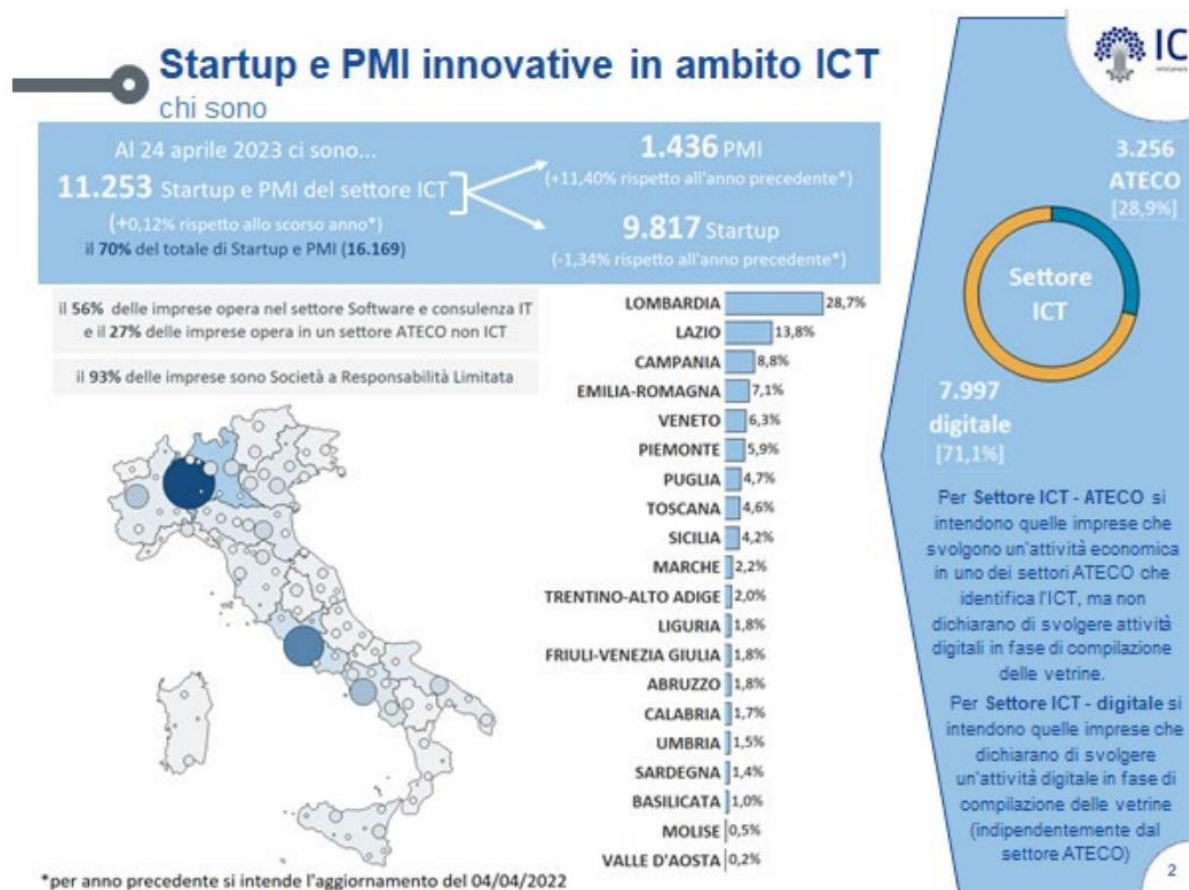 Startup e PMI innovative in ambito ICT
chi sono
Al 24 aprile 2023 ci sono...
11.253 Startup e PMI del settore ICT
(+0,12% rispetto allo scorso anno*)
il 70% del totale di Startup e PMI (16.169)
1.436 PMI
(+11,40% rispetto all'anno precedente*)
9.817 Startup
(-1,34% rispetto all'anno precedente*)
il 56% delle imprese opera nel settore Software e consulenza IT
e il 27% delle imprese opera in un settore ATECO non ICT
il 93% delle imprese sono Società a Responsabilità Limitata
LOMBARDIA 28,7%
LAZIO 13,8%
CAMPANIA 8,8%
EMILIA-ROMAGNA 7,1%
VENETO 6,3%
PIEMONTE 5,9%
PUGLIA 4,7%
TOSCANA 4,6%
SICILIA 4,2%
MARCHE 2,2%
TRENTINO-ALTO ADIGE 2,0%
LIGURIA 1,8%
FRIULI-VENEZIA GIULIA 1,8%
ABRUZZO 1,8%
CALABRIA 1,7%
UMBRIA 1,5%
SARDEGNA 1,4%
BASILICATA 1,0%
MOLISE 0,5%
VALLE D'AOSTA 0,2%
*per anno precedente si intende l'aggiornamento del 04/04/2022
IC
3.256
ATECO
[28,9%]
Settore
ICT
7.997
digitale
[71,1%]
Per Settore ICT - ATECO si
intendono quelle imprese che
svolgono un'attività economica
in uno dei settori ATECO che
identifica l'ICT, ma non
dichiarano di svolgere attività
digitali in fase di compilazione
delle vetrine.
Per Settore ICT - digitale si
intendono quelle imprese che
dichiarano di svolgere
un'attività digitale in fase di
compilazione delle vetrine
(indipendentemente dal
settore ATECO)
2